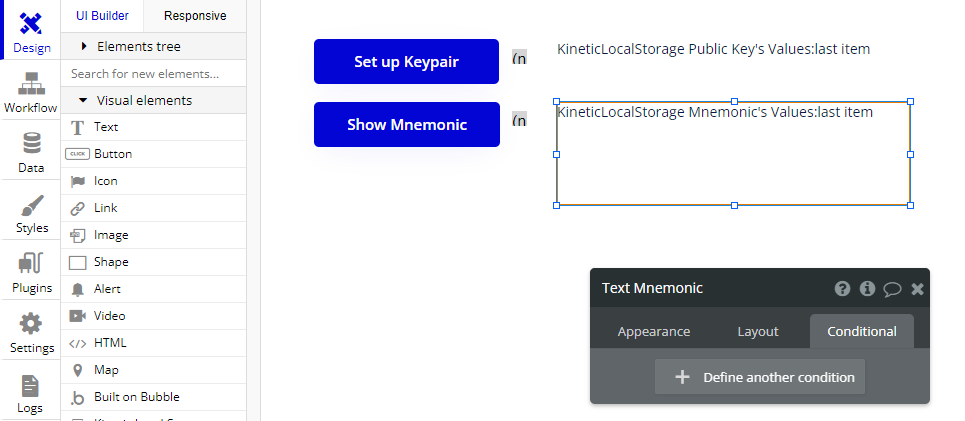 UI Builder
Responsive
Design
Workflow
Data
Styles
Plugins
Settings
Logs
Elements tree
Search for new elements...
Visual elements
Text
CLICK Button
Icon
Link
Image
Shape
Alert
Video
</> HTML
Map
Built on Bubble
Set up Keypair
(n
KineticLocalStorage Public Key's Values:last item
Show Mnemonic
(n
KineticLocalStorage Mnemonic's Values:last item
Text Mnemonic
Appearance
Layout
Conditional
+ Define another condition